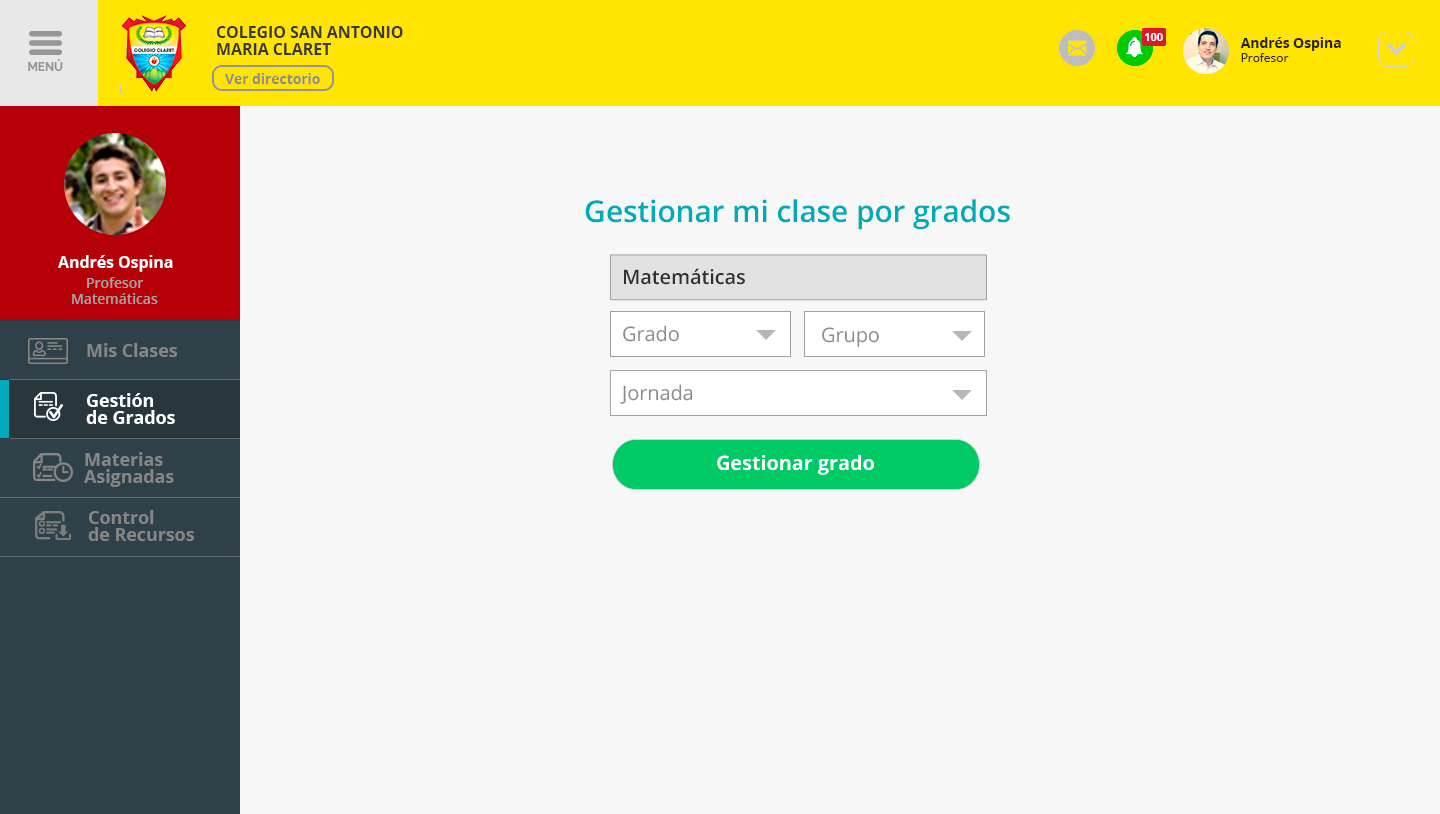 MENÚ
COLEGIO CLARET
COLEGIO SAN ANTONIO
MARIA CLARET
Ver directorio
100
Andrés Ospina
Profesor
Andrés Ospina
Profesor
Matemáticas
Mis Clases
Gestión
de Grados
Materias
Asignadas
Control
de Recursos
Gestionar mi clase por grados
Matemáticas
Grado
Grupo
Jornada
Gestionar grado